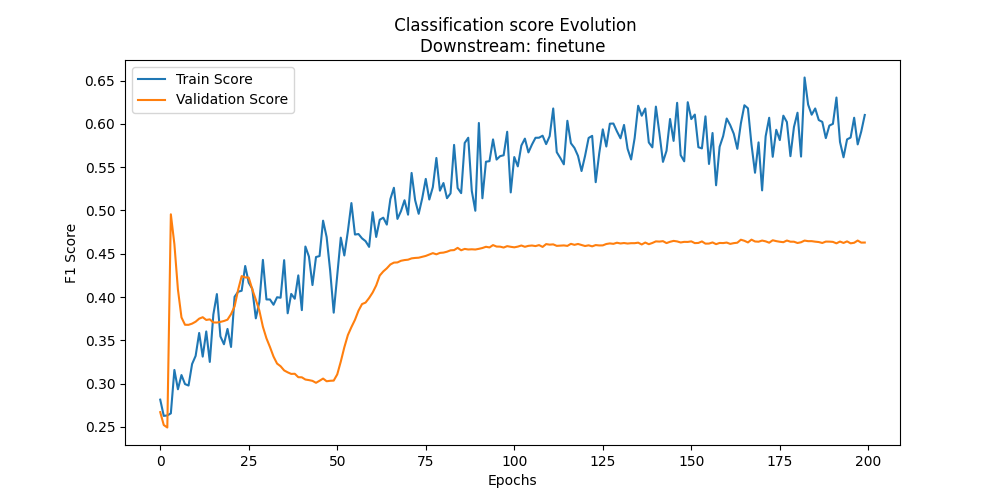 Classification score Evolution
Downstream: finetune
Train Score
Validation Score
F1 Score
0.65
0.60
0.55
0.50
0.45
0.40
0.35
0.30
0.25
0 25 50 75 100 125 150 175 200
Epochs